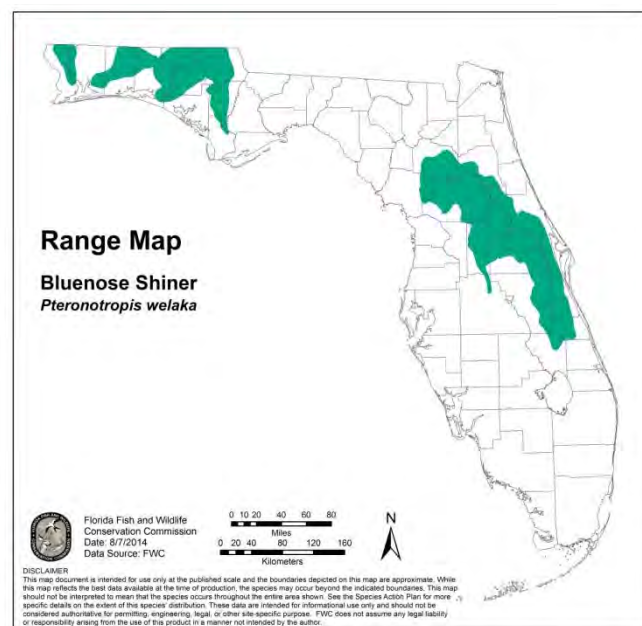 Range Map
Bluenose Shiner
Pteronotropis welaka
Florida Fish and Wildlife
Conservation Commission
Date: 8/7/2014
Data Source: FWC
0 10 20 40 60 80
Miles
0 20 40 80 120 160
Kilometers
N
DISCLAIMER
This map document is intended for use only at the published scale and the boundaries depicted on this map are approximate. While
this map reflects the best data available at the time of production, the species may occur beyond the indicated boundaries. This map
should not be interpreted to mean that the species occurs throughout the entire area shown. See the Species Action Plan for more
specific details on the extent of this species' distribution. These data are intended for informational use only and should not be
considered authoritative for permitting, engineering, legal, or other site-specific purpose. FWC does not assume any legal liability
or responsibility arising from the use of this product in a manner not intended by the author.